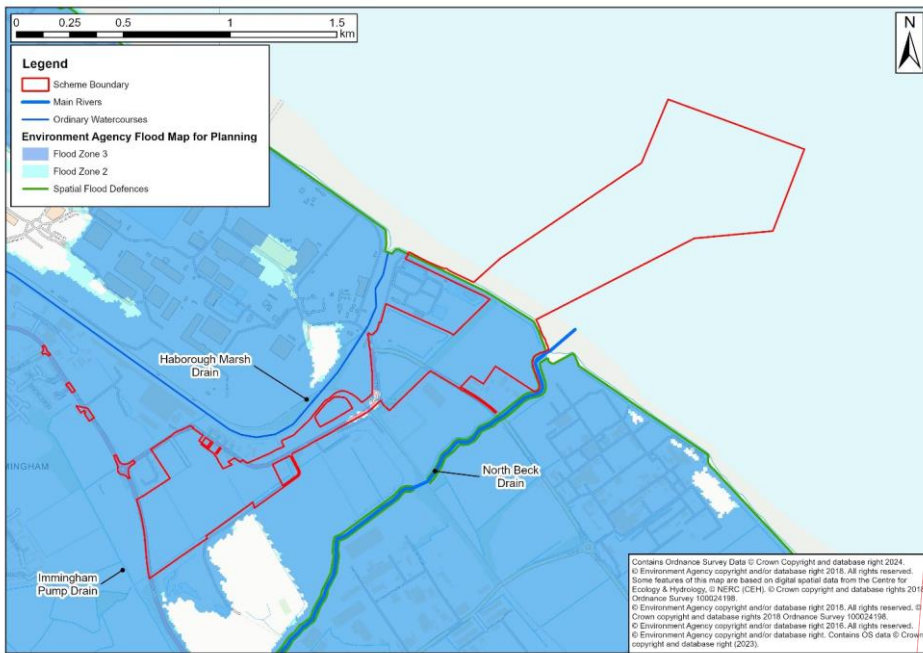 0 0.25 0.5 1 1.5
km
N
Legend
Scheme Boundary
Main Rivers
Ordinary Watercourses
Environment Agency Flood Map for Planning
Flood Zone 3
Flood Zone 2
Spatial Flood Defences
Haborough Marsh
Drain
MINGHAM
North Beck
Drain
Immingham
Pump Drain
Contains Ordnance Survey Data © Crown Copyright and database right 2024.
© Environment Agency copyright and/or database right 2018. All rights reserved.
Some features of this map are based on digital spatial data from the Centre for
Ecology & Hydrology, © NERC (CEH). © Crown copyright and database rights 2018
Ordnance Survey 100024198.
© Environment Agency copyright and/or database right 2018. All rights reserved. ©
Crown copyright and database rights 2018 Ordnance Survey 100024198.
© Environment Agency copyright and/or database right 2016. All rights reserved.
© Environment Agency copyright and/or database right. Contains OS data © Crown
copyright and database right (2023).